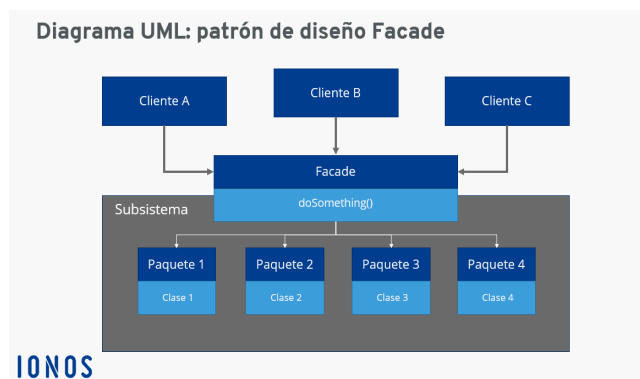 Diagrama UML: patrón de diseño Facade
Cliente A
Cliente B
Cliente C
Facade
doSomething()
Subsistema
Paquete 1
Paquete 2
Paquete 3
Paquete 4
Clase 1
Clase 2
Clase 3
Clase 4
IONOS